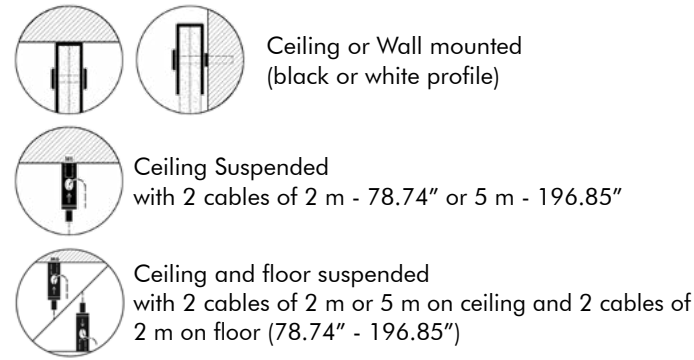 Ceiling or Wall mounted
(black or white profile)
Ceiling Suspended
with 2 cables of 2 m - 78.74” or 5 m - 196.85”
Ceiling and floor suspended
with 2 cables of 2 m or 5 m on ceiling and 2 cables of
2 m on floor (78.74” - 196.85”)